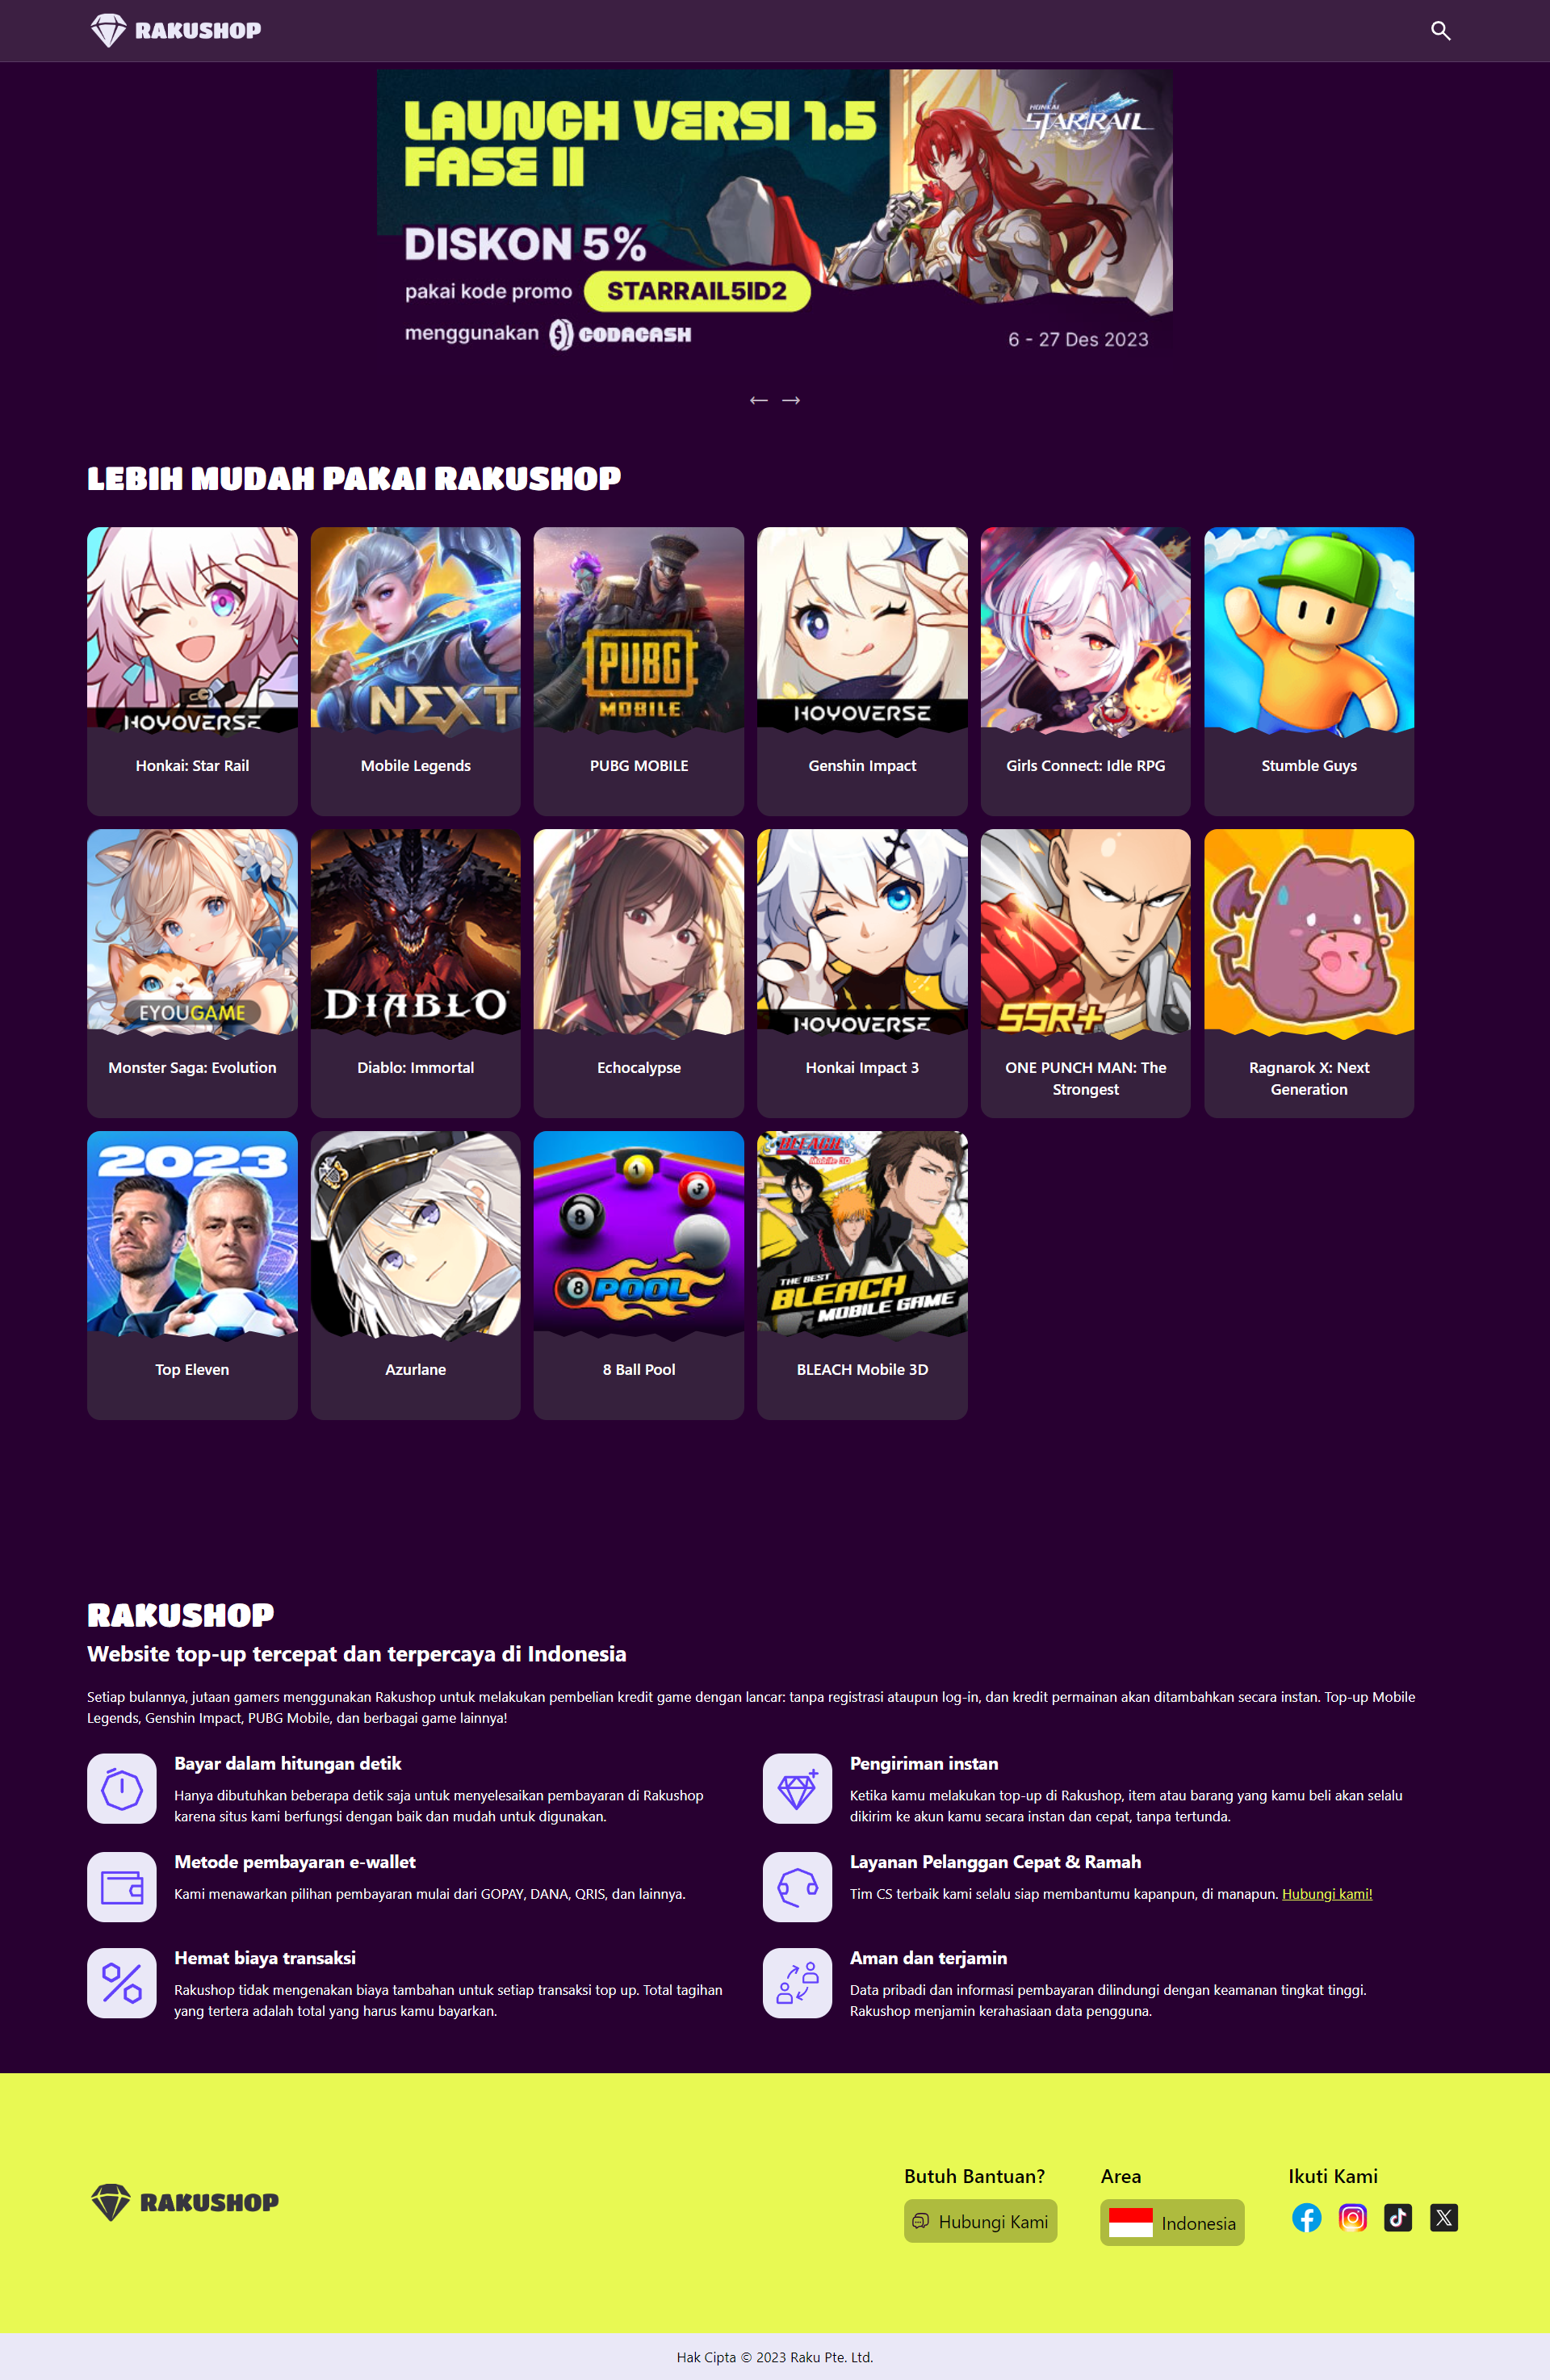 RAKUSHOP
LAUNCH VERSI 1.5
FASE II
HONKAI
STAR RAIL
DISKON 5%
pakai kode promo STARRAIL5ID2
menggunakan CODACASH
6 - 27 Des 2023
LEBIH MUDAH PAKAI RAKUSHOP
HOYOVERSE
NEXT
PUBG
MOBILE
HOYOVERSE
Honkai: Star Rail
Mobile Legends
PUBG MOBILE
Genshin Impact
Girls Connect: Idle RPG
Stumble Guys
EYOUGAME
DIABLO
HOYOVERSE
SSR+
Monster Saga: Evolution
Diablo: Immortal
Echocalypse
Honkai Impact 3
ONE PUNCH MAN: The
Strongest
Ragnarok X: Next
Generation
2023
1
3
8
8 POOL
BLEACH
Mobile 3D
THE BEST
BLEACH
MOBILE GAME
Top Eleven
Azurlane
8 Ball Pool
BLEACH Mobile 3D
RAKUSHOP
Website top-up tercepat dan terpercaya di Indonesia
Setiap bulannya, jutaan gamers menggunakan Rakushop untuk melakukan pembelian kredit game dengan lancar: tanpa registrasi ataupun log-in, dan kredit permainan akan ditambahkan secara instan. Top-up Mobile
Legends, Genshin Impact, PUBG Mobile, dan berbagai game lainnya!
Bayar dalam hitungan detik
Hanya dibutuhkan beberapa detik saja untuk menyelesaikan pembayaran di Rakushop
karena situs kami berfungsi dengan baik dan mudah untuk digunakan.
Pengiriman instan
Ketika kamu melakukan top-up di Rakushop, item atau barang yang kamu beli akan selalu
dikirim ke akun kamu secara instan dan cepat, tanpa tertunda.
Metode pembayaran e-wallet
Kami menawarkan pilihan pembayaran mulai dari GOPAY, DANA, QRIS, dan lainnya.
Layanan Pelanggan Cepat & Ramah
Tim CS terbaik kami selalu siap membantumu kapanpun, di manapun. Hubungi kami!
Hemat biaya transaksi
Rakushop tidak mengenakan biaya tambahan untuk setiap transaksi top up. Total tagihan
yang tertera adalah total yang harus kamu bayarkan.
Aman dan terjamin
Data pribadi dan informasi pembayaran dilindungi dengan keamanan tingkat tinggi.
Rakushop menjamin kerahasiaan data pengguna.
RAKUSHOP
Butuh Bantuan?
Hubungi Kami
Area
Indonesia
Ikuti Kami
Hak Cipta © 2023 Raku Pte. Ltd.